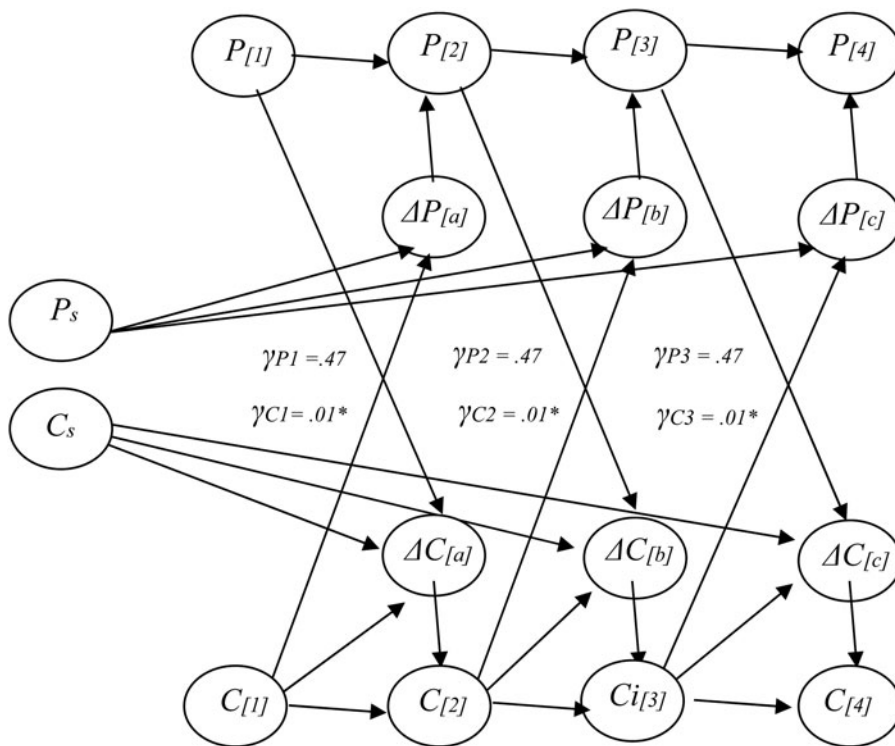 P[1] P[2] P[3] P[4]
ΔP[a] ΔP[b] ΔP[c]
Ps
γP1 =.47 γP2 =.47 γP3 =.47
γC1= .01* γC2 = .01* γC3 = .01*
Cs
ΔC[a] ΔC[b] ΔC[c]
C[1] C[2] Ci[3] C[4]